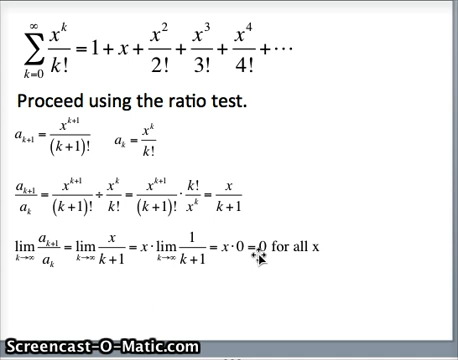 ∞
∑ x^k/k! = 1 + x + x^2/2! + x^3/3! + x^4/4! + ⋯
k=0
Proceed using the ratio test.
a_{k+1} = x^{k+1}/(k+1)!   a_k = x^k/k!
a_{k+1}/a_k = x^{k+1}/(k+1)! ÷ x^k/k! = x^{k+1}/(k+1)! · k!/x^k = x/(k+1)
lim_{k→∞} a_{k+1}/a_k = lim_{k→∞} x/(k+1) = x · lim_{k→∞} 1/(k+1) = x · 0 = 0 for all x
Screencast-O-Matic.com